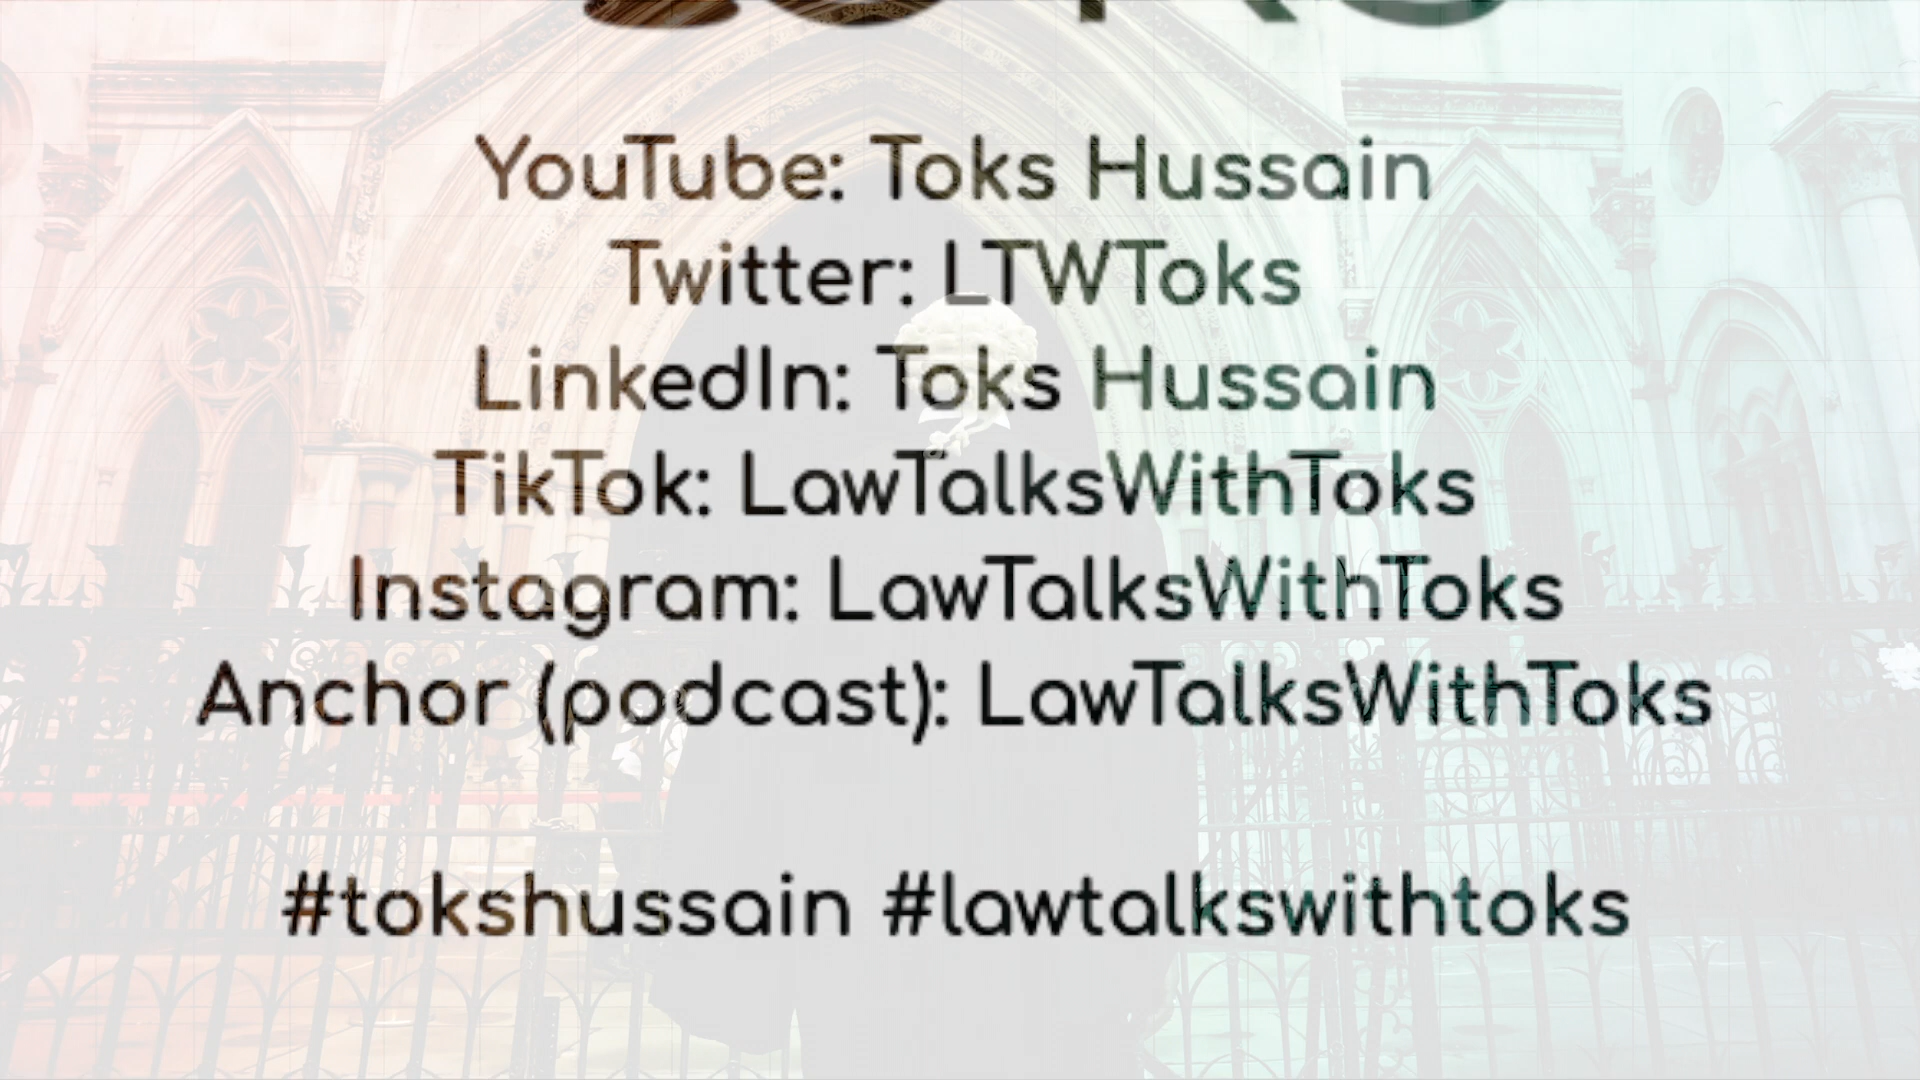 YouTube: Toks Hussain
Twitter: LTWToks
LinkedIn: Toks Hussain
TikTok: LawTalksWithToks
Instagram: LawTalksWithToks
Anchor (podcast): LawTalksWithToks
#tokshussain #lawtalkswithtoks